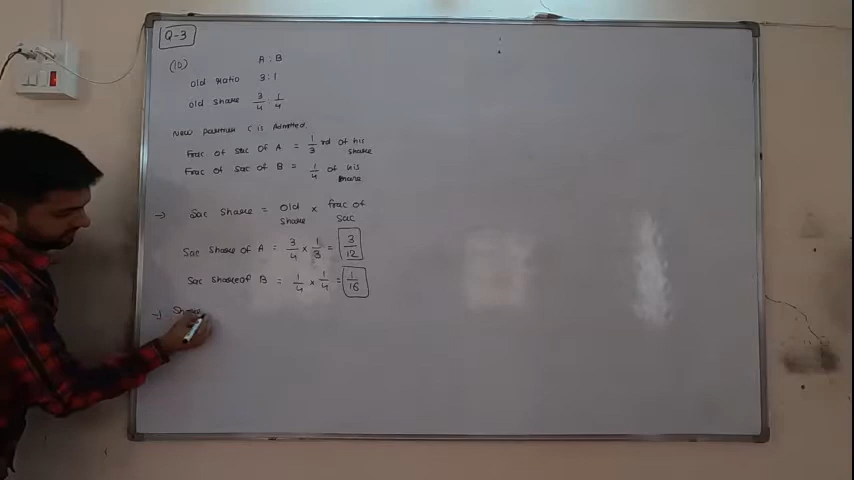 Q-3
(10) A : B
old ratio 3 : 1
old share 3/4 : 1/4
New partner C is Admitted.
Frac of sac of A = 1/3 rd of his share
Frac of sac of B = 1/4 of his share
→ Sac share = old share × frac of sac
Sac share of A = 3/4 × 1/3 = 3/12
Sac share of B = 1/4 × 1/4 = 1/16
→ Share